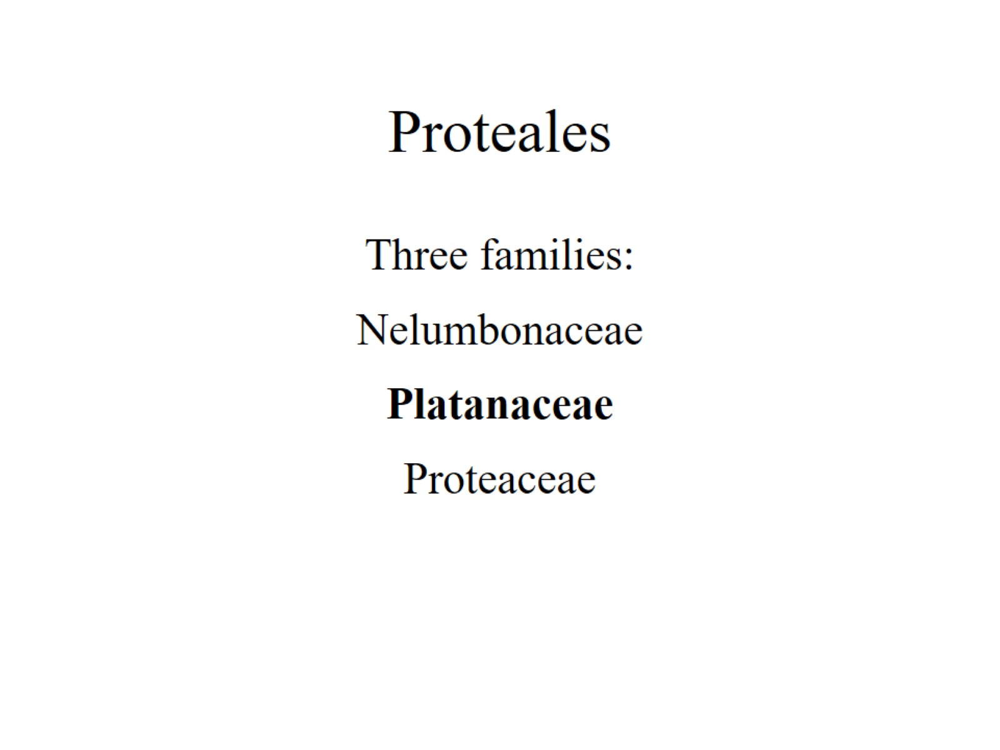 Proteales
Three families:
Nelumbonaceae
Platanaceae
Proteaceae